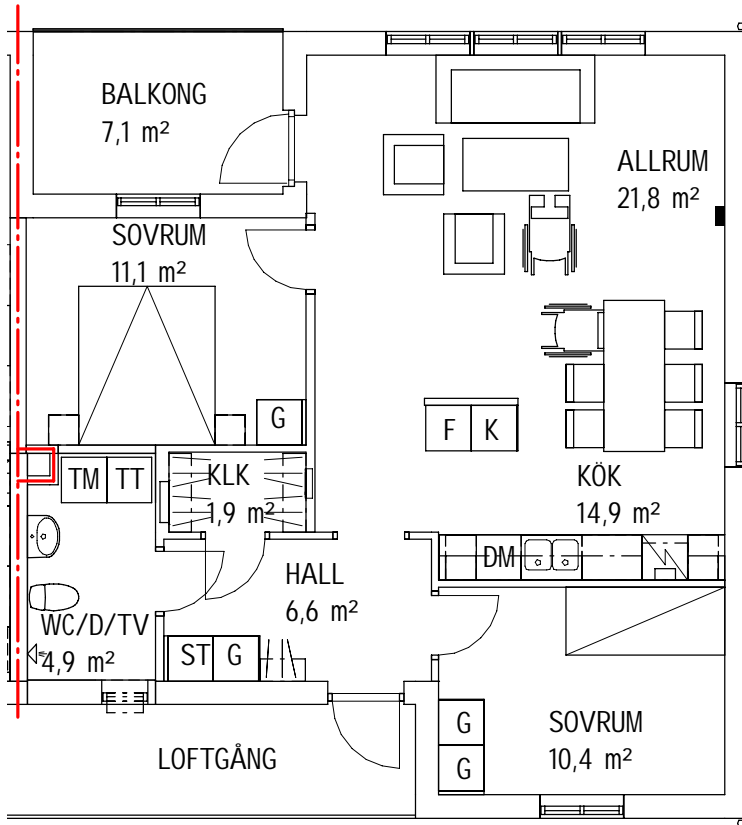 BALKONG
7,1 m²
ALLRUM
21,8 m²
SOVRUM
11,1 m²
G
F K
TM TT
KLK
1,9 m²
KÖK
14,9 m²
DM
HALL
6,6 m²
WC/D/TV
4,9 m²
ST G
G
G
SOVRUM
10,4 m²
LOFTGÅNG